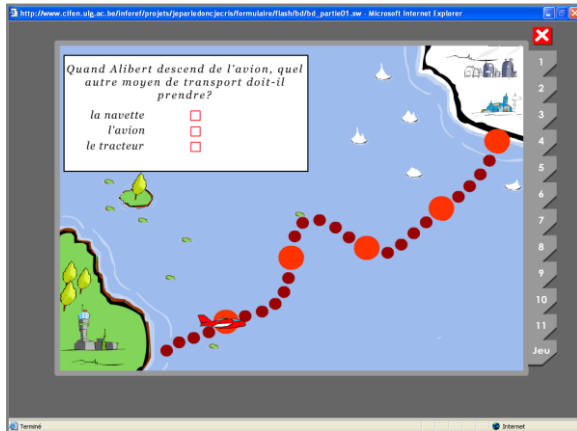 http://www.cifen.ulg.ac.be/inforef/projets/jeparledoncjecris/formulaire/flash/bd/bd_partie01.sw - Microsoft Internet Explorer
Quand Alibert descend de l'avion, quel
autre moyen de transport doit-il
prendre?
la navette
l'avion
le tracteur
1
2
3
4
5
6
7
8
9
10
11
Jeu
Terminé
Internet